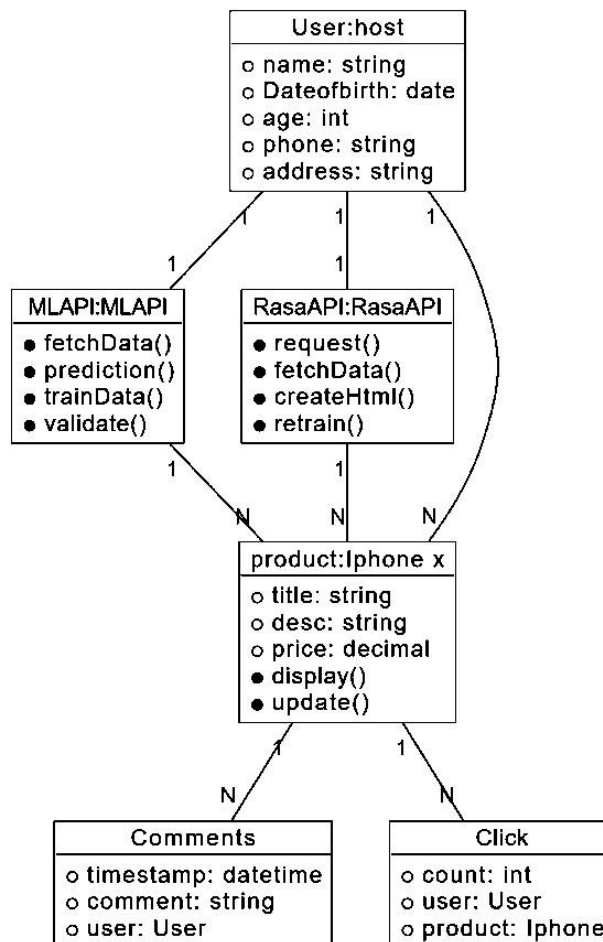 User:host
o name: string
o Dateofbirth: date
o age: int
o phone: string
o address: string
1 1 1
1 1
MLAPI:MLAPI
● fetchData()
● prediction()
● trainData()
● validate()
RasaAPI:RasaAPI
● request()
● fetchData()
● createHtml()
● retrain()
1 1
N N N
product:Iphone x
o title: string
o desc: string
o price: decimal
● display()
● update()
1 1
N N
Comments
o timestamp: datetime
o comment: string
o user: User
Click
o count: int
o user: User
o product: Iphone